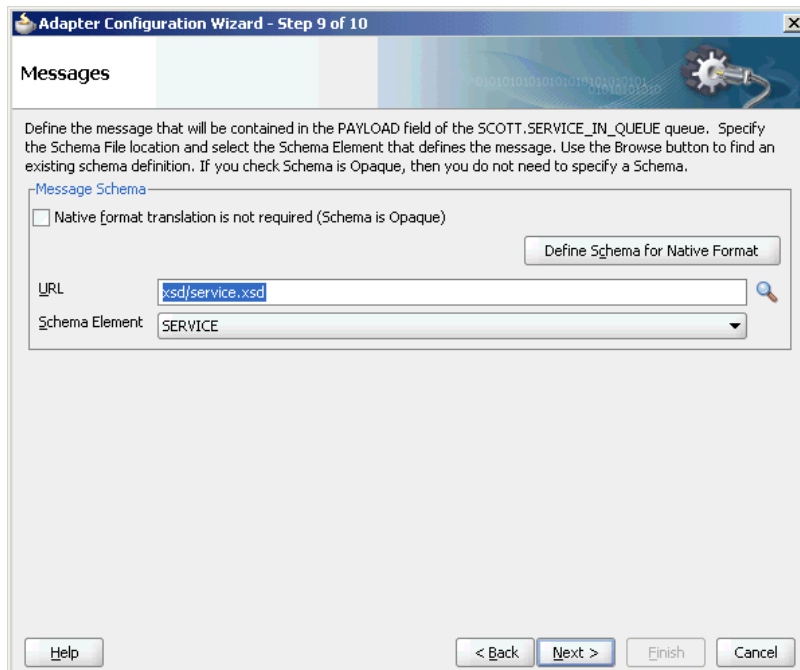 Adapter Configuration Wizard - Step 9 of 10
Messages
Define the message that will be contained in the PAYLOAD field of the SCOTT.SERVICE_IN_QUEUE queue. Specify
the Schema File location and select the Schema Element that defines the message. Use the Browse button to find an
existing schema definition. If you check Schema is Opaque, then you do not need to specify a Schema.
Message Schema
Native format translation is not required (Schema is Opaque)
Define Schema for Native Format
URL xsd/service.xsd
Schema Element SERVICE
Help < Back Next > Finish Cancel